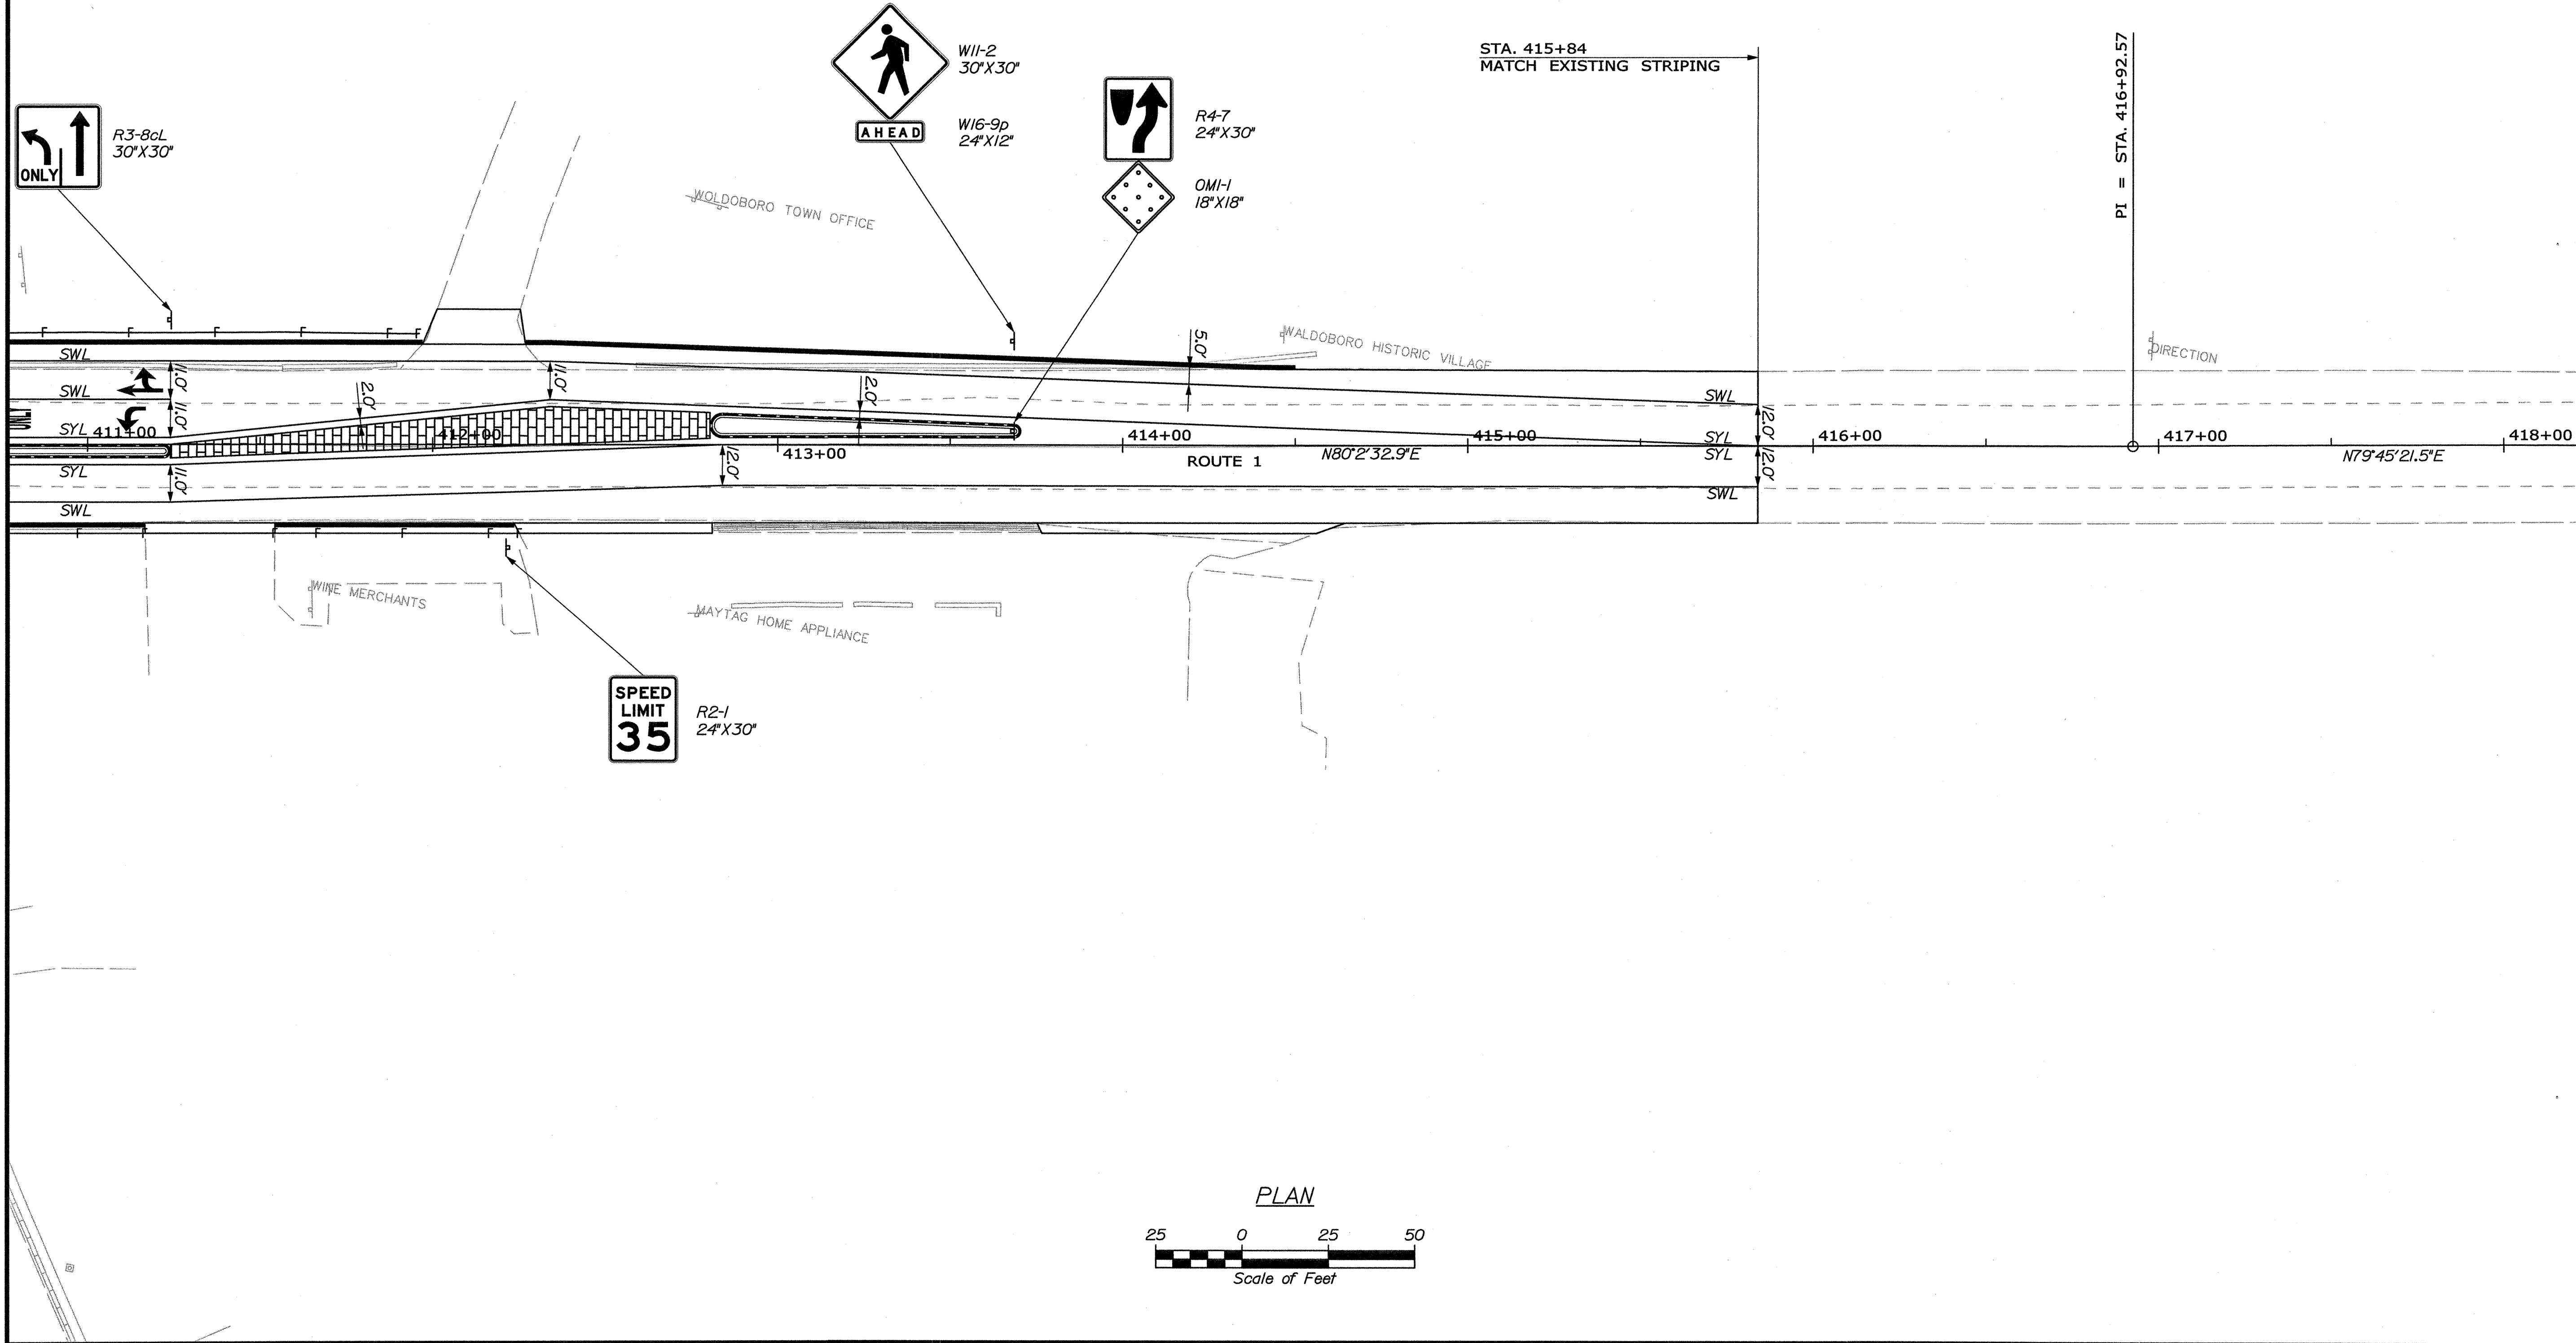 W11-2
30"X30"
STA. 415+84
MATCH EXISTING STRIPING
PI = STA. 416+92.57
R3-8cL
30"X30"
ONLY
AHEAD
W16-9p
24"X12"
R4-7
24"X30"
OM1-1
18"X18"
WOLDOBORO TOWN OFFICE
5.0'
WALDOBORO HISTORIC VILLAGE
DIRECTION
SWL
11.0'
11.0'
SWL
2.0'
2.0'
SWL
11.0'
12.0'
SYL
411+00
412+00
413+00
414+00
415+00
SYL
416+00
417+00
418+00
SYL
11.0'
12.0'
ROUTE 1
N80°2'32.9"E
SYL
12.0'
N79°45'21.5"E
SWL
SWL
WINE MERCHANTS
MAYTAG HOME APPLIANCE
SPEED
LIMIT
35
R2-1
24"X30"
PLAN
25 0 25 50
Scale of Feet